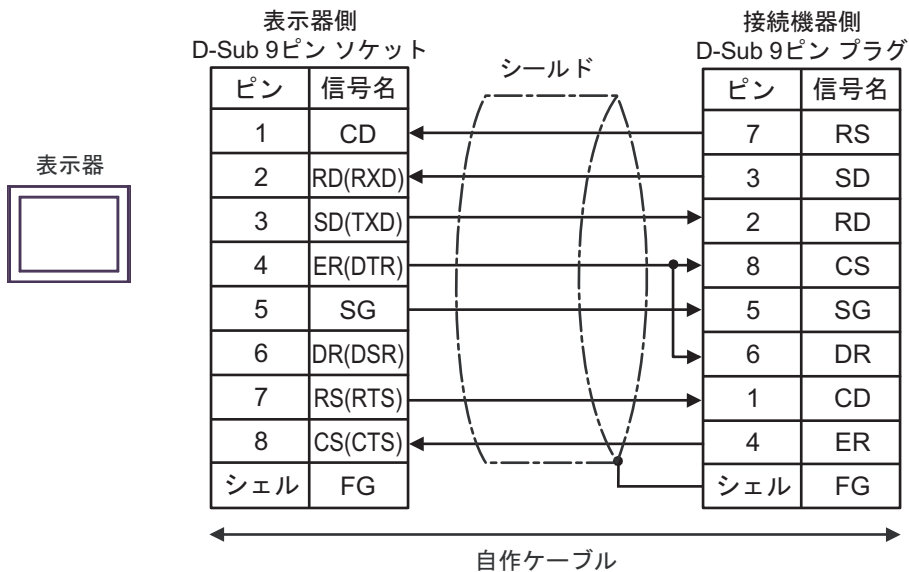 表示器側
D-Sub 9ピン ソケット
接続機器側
D-Sub 9ピン プラグ
シールド
表示器
ピン 信号名 ピン 信号名
1 CD 7 RS
2 RD(RXD) 3 SD
3 SD(TXD) 2 RD
4 ER(DTR) 8 CS
5 SG 5 SG
6 DR(DSR) 6 DR
7 RS(RTS) 1 CD
8 CS(CTS) 4 ER
シェル FG シェル FG
自作ケーブル